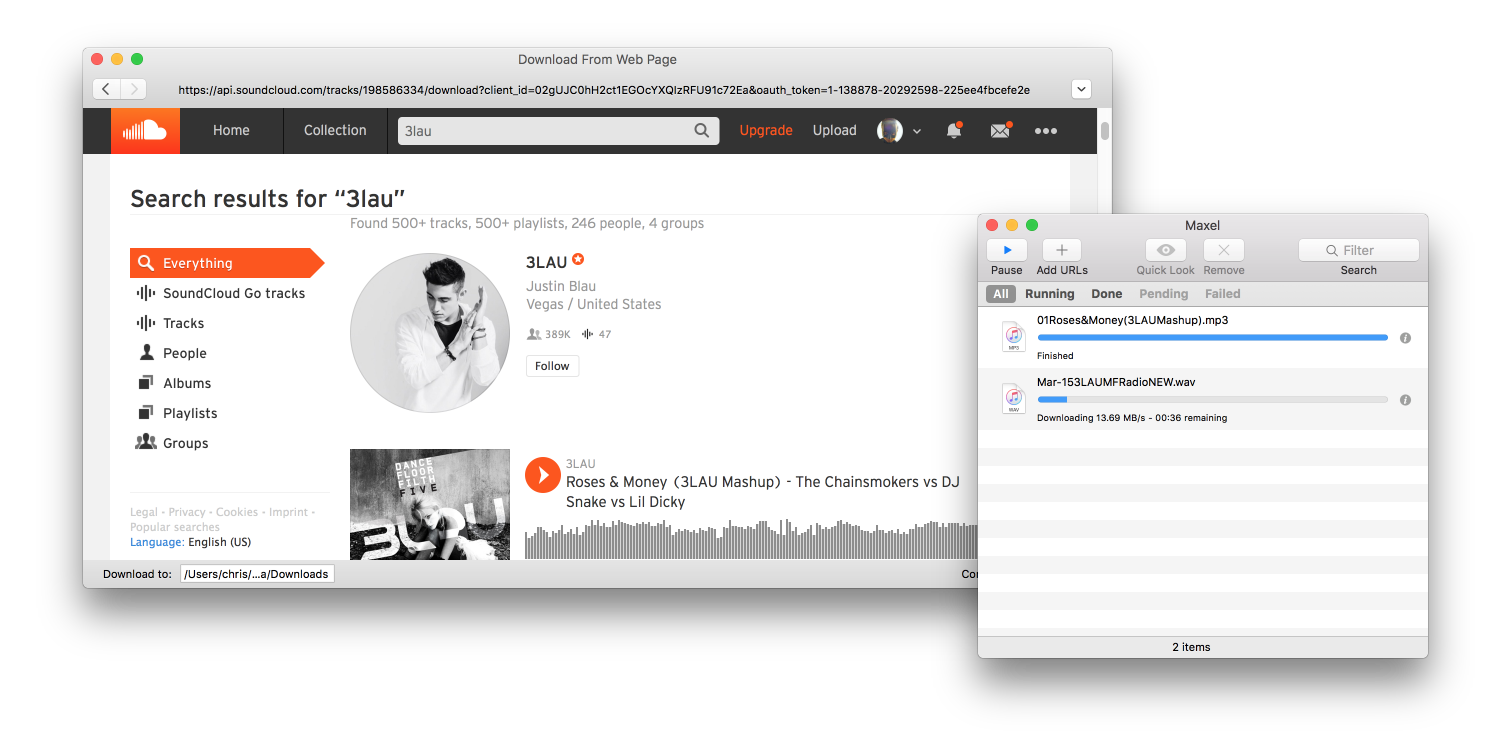 Download From Web Page
https://api.soundcloud.com/tracks/198586334/download?client_id=02gUJC0hH2ct1EGOcYXQIzRFU91c72Ea&oauth_token=1-138878-20292598-225ee4fbcefe2e
Home
Collection
3lau
Upgrade
Upload
Search results for “3lau”
Found 500+ tracks, 500+ playlists, 246 people, 4 groups
Everything
SoundCloud Go tracks
Tracks
People
Albums
Playlists
Groups
Legal - Privacy - Cookies - Imprint -
Popular searches
Language: English (US)
3LAU
Justin Blau
Vegas / United States
389K 47
Follow
DANCE
FLOOR
FILTH
FIVE
3LAU
3LAU
Roses & Money (3LAU Mashup) - The Chainsmokers vs DJ
Snake vs Lil Dicky
Download to: /Users/chris/...a/Downloads
Maxel
Pause
Add URLs
Quick Look
Remove
Filter
Search
All Running Done Pending Failed
01Roses&Money(3LAUMashup).mp3
MP3
Finished
Mar-153LAUMFRadioNEW.wav
WAV
Downloading 13.69 MB/s - 00:36 remaining
2 items